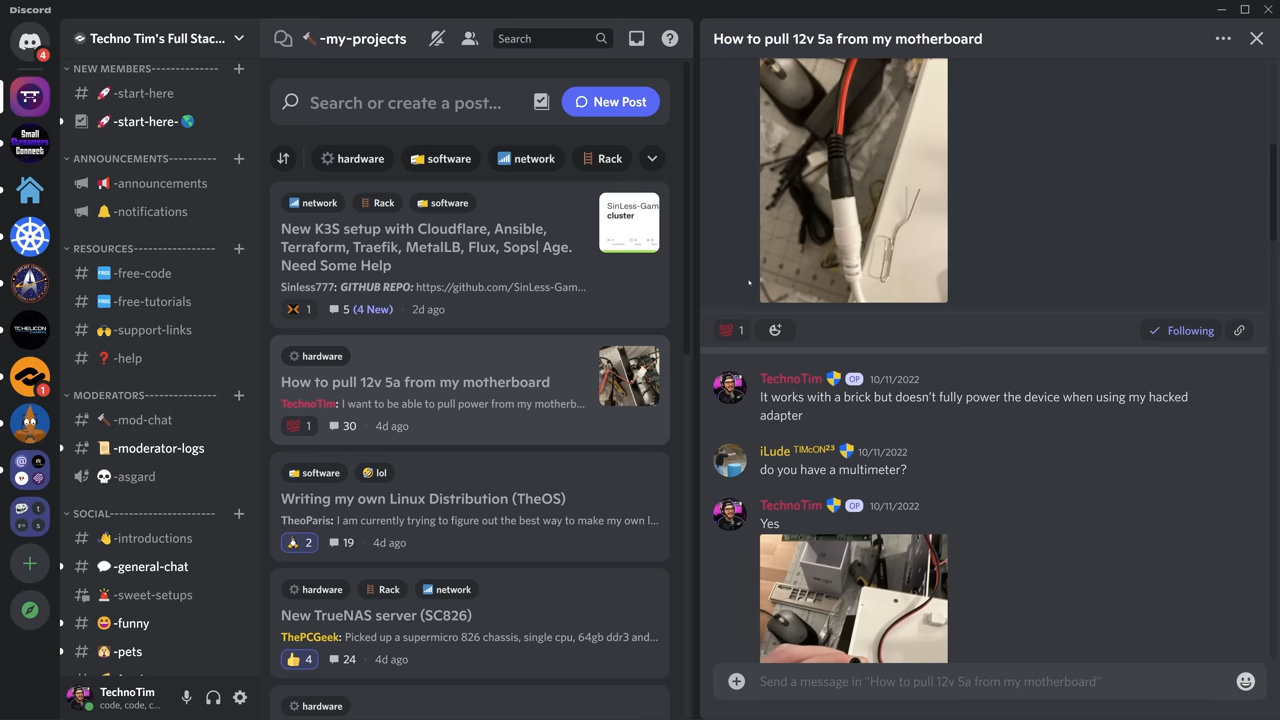 Discord
4
Small
Streamers
Connect
TC HELICON
GAMING
1
t
Techno Tim's Full Stac...
NEW MEMBERS---------------
🚀 -start-here
🚀 -start-here- 🌎
ANNOUNCEMENTS----------
📢 -announcements
🔔 -notifications
RESOURCES---------------
FREE -free-code
FREE -free-tutorials
🙌 -support-links
❓ -help
MODERATORS--------------
🔨 -mod-chat
📜 -moderator-logs
💀 -asgard
SOCIAL--------------------
👋 -introductions
💬 -general-chat
🚨 -sweet-setups
😆 -funny
🐶 -pets
TechnoTim
code, code, c...
🔨 -my-projects
Search
Search or create a post...
New Post
hardware
software
network
Rack
network
Rack
software
New K3S setup with Cloudflare, Ansible,
Terraform, Traefik, MetalLB, Flux, Sops| Age.
Need Some Help
Sinless777: GITHUB REPO: https://github.com/SinLess-Gam...
1
5 (4 New)
2d ago
SinLess-Gam
cluster
hardware
How to pull 12v 5a from my motherboard
TechnoTim: I want to be able to pull power from my motherb...
💯 1
30
4d ago
software
🤣 lol
Writing my own Linux Distribution (TheOS)
TheoParis: I am currently trying to figure out the best way to make my own l...
2
19
4d ago
hardware
Rack
network
New TrueNAS server (SC826)
ThePCGeek: Picked up a supermicro 826 chassis, single cpu, 64gb ddr3 and...
👍 4
24
4d ago
hardware
How to pull 12v 5a from my motherboard
💯 1
Following
TechnoTim OP 10/11/2022
It works with a brick but doesn't fully power the device when using my hacked
adapter
iLude ᵀᴵᴹᶜᴼᴺ²³ 10/11/2022
do you have a multimeter?
TechnoTim OP 10/11/2022
Yes
Send a message in "How to pull 12v 5a from my motherboard"